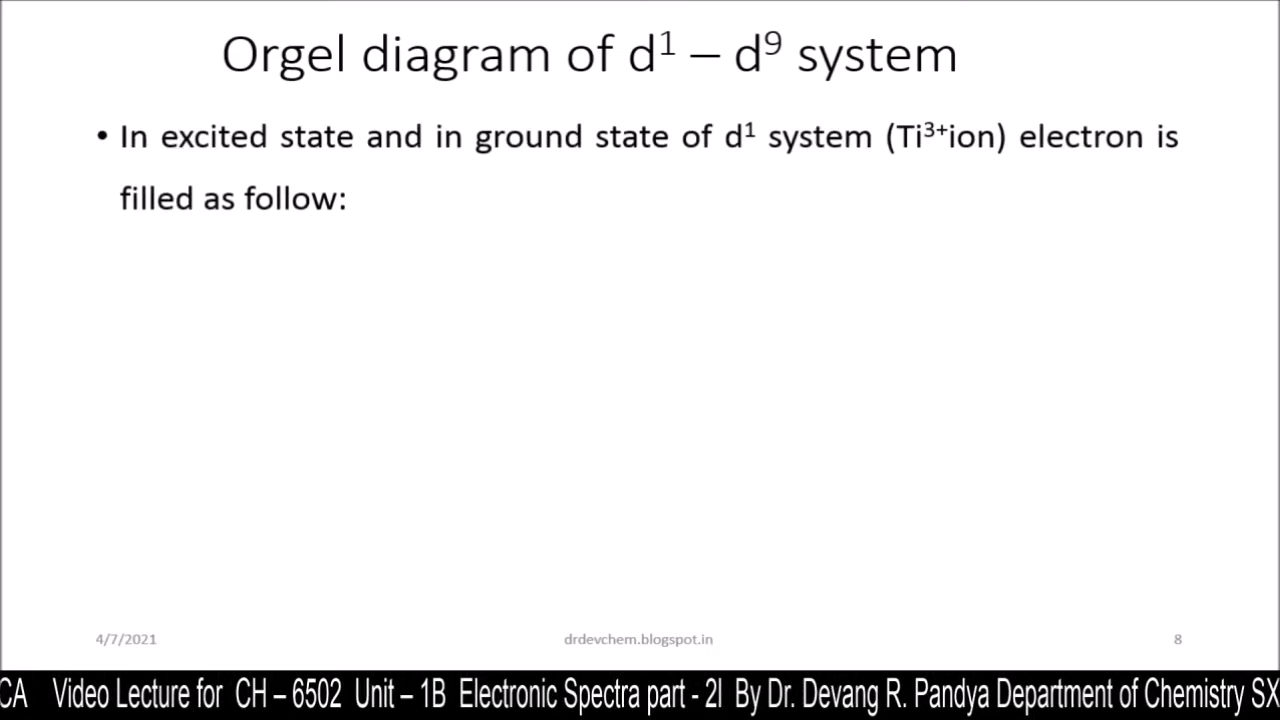 Orgel diagram of d¹ – d⁹ system
• In excited state and in ground state of d¹ system (Ti³⁺ion) electron is
filled as follow:
4/7/2021 drdevchem.blogspot.in 8
CA Video Lecture for CH – 6502 Unit – 1B Electronic Spectra part - 2I By Dr. Devang R. Pandya Department of Chemistry SX